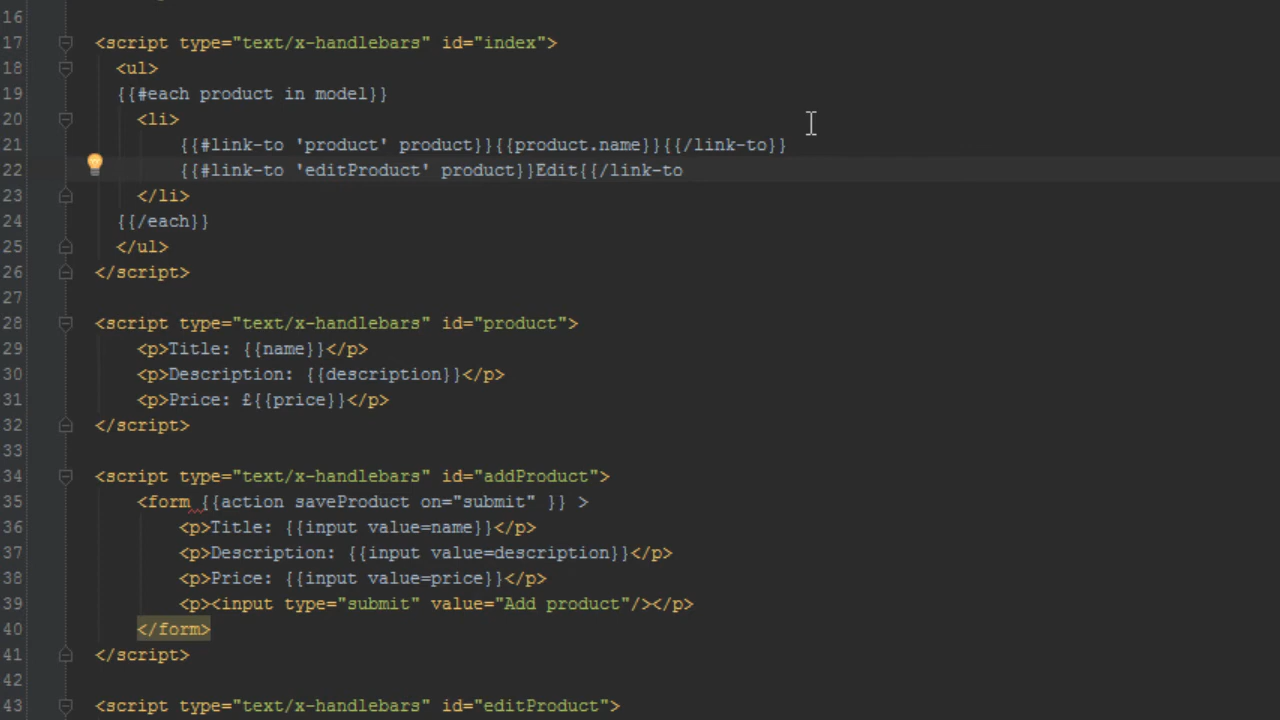 16
17 <script type="text/x-handlebars" id="index">
18 <ul>
19 {{#each product in model}}
20 <li>
21 {{#link-to 'product' product}}{{product.name}}{{/link-to}}
22 {{#link-to 'editProduct' product}}Edit{{/link-to
23 </li>
24 {{/each}}
25 </ul>
26 </script>
27
28 <script type="text/x-handlebars" id="product">
29 <p>Title: {{name}}</p>
30 <p>Description: {{description}}</p>
31 <p>Price: £{{price}}</p>
32 </script>
33
34 <script type="text/x-handlebars" id="addProduct">
35 <form {{action saveProduct on="submit" }} >
36 <p>Title: {{input value=name}}</p>
37 <p>Description: {{input value=description}}</p>
38 <p>Price: {{input value=price}}</p>
39 <p><input type="submit" value="Add product"/></p>
40 </form>
41 </script>
42
43 <script type="text/x-handlebars" id="editProduct">